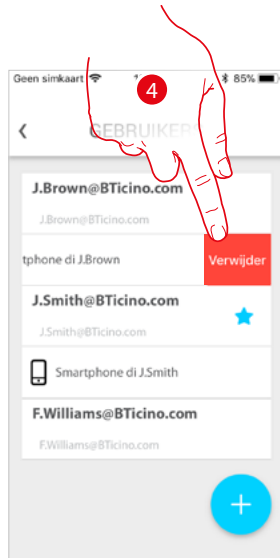 4
Geen simkaart 85%
GEBRUIKERS
J.Brown@BTicino.com
J.Brown@BTicino.com
tphone di J.Brown
Verwijder
J.Smith@BTicino.com
J.Smith@BTicino.com
Smartphone di J.Smith
F.Williams@BTicino.com
F.Williams@BTicino.com
+